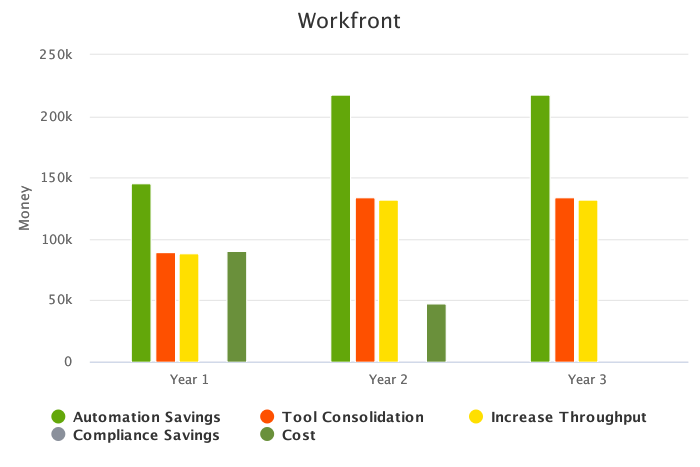 Workfront
250k
200k
150k
100k
50k
0
Money
Year 1 Year 2 Year 3
Automation Savings Tool Consolidation Increase Throughput
Compliance Savings Cost